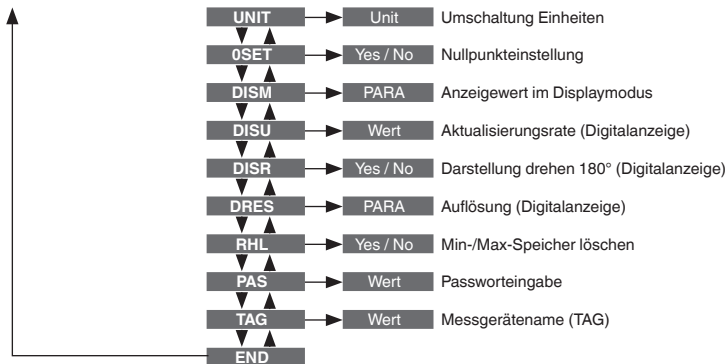 UNIT Unit Umschaltung Einheiten
0SET Yes / No Nullpunkteinstellung
DISM PARA Anzeigewert im Displaymodus
DISU Wert Aktualisierungsrate (Digitalanzeige)
DISR Yes / No Darstellung drehen 180° (Digitalanzeige)
DRES PARA Auflösung (Digitalanzeige)
RHL Yes / No Min-/Max-Speicher löschen
PAS Wert Passworteingabe
TAG Wert Messgerätename (TAG)
END